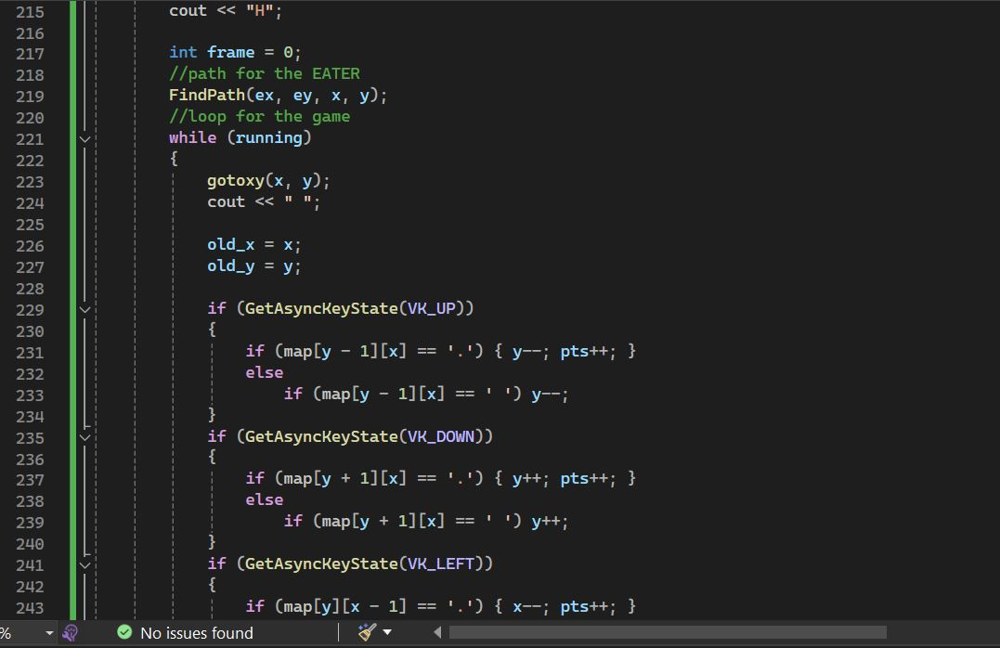 215 cout << "H";
216
217 int frame = 0;
218 //path for the EATER
219 FindPath(ex, ey, x, y);
220 //loop for the game
221 while (running)
222 {
223 gotoxy(x, y);
224 cout << " ";
225
226 old_x = x;
227 old_y = y;
228
229 if (GetAsyncKeyState(VK_UP))
230 {
231 if (map[y - 1][x] == '.') { y--; pts++; }
232 else
233 if (map[y - 1][x] == ' ') y--;
234 }
235 if (GetAsyncKeyState(VK_DOWN))
236 {
237 if (map[y + 1][x] == '.') { y++; pts++; }
238 else
239 if (map[y + 1][x] == ' ') y++;
240 }
241 if (GetAsyncKeyState(VK_LEFT))
242 {
243 if (map[y][x - 1] == '.') { x--; pts++; }
% No issues found